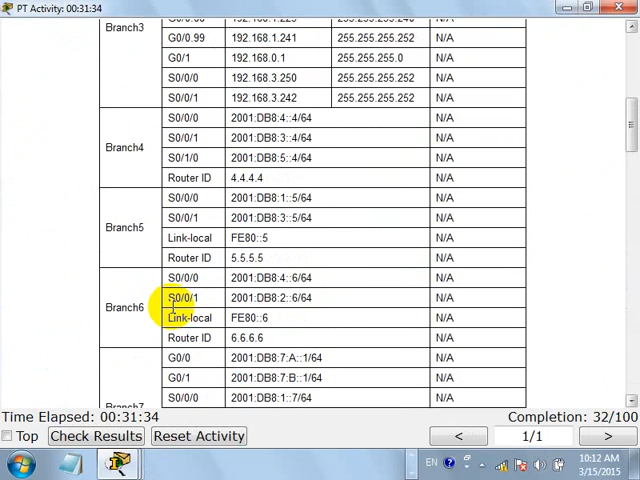 PT Activity: 00:31:34
Branch3
G0/0.99 192.168.1.241 255.255.255.252 N/A
G0/1 192.168.0.1 255.255.255.0 N/A
S0/0/0 192.168.3.250 255.255.255.252 N/A
S0/0/1 192.168.3.242 255.255.255.252 N/A
S0/0/0 2001:DB8:4::4/64 N/A
S0/0/1 2001:DB8:3::4/64 N/A
Branch4
S0/1/0 2001:DB8:5::4/64 N/A
Router ID 4.4.4.4 N/A
S0/0/0 2001:DB8:1::5/64 N/A
S0/0/1 2001:DB8:3::5/64 N/A
Branch5
Link-local FE80::5 N/A
Router ID 5.5.5.5 N/A
S0/0/0 2001:DB8:4::6/64 N/A
S0/0/1 2001:DB8:2::6/64 N/A
Branch6
Link-local FE80::6 N/A
Router ID 6.6.6.6 N/A
G0/0 2001:DB8:7:A::1/64 N/A
G0/1 2001:DB8:7:B::1/64 N/A
S0/0/0 2001:DB8:1::7/64 N/A
Branch7
Time Elapsed: 00:31:34 Completion: 32/100
Top Check Results Reset Activity < 1/1 >
EN 10:12 AM
3/15/2015